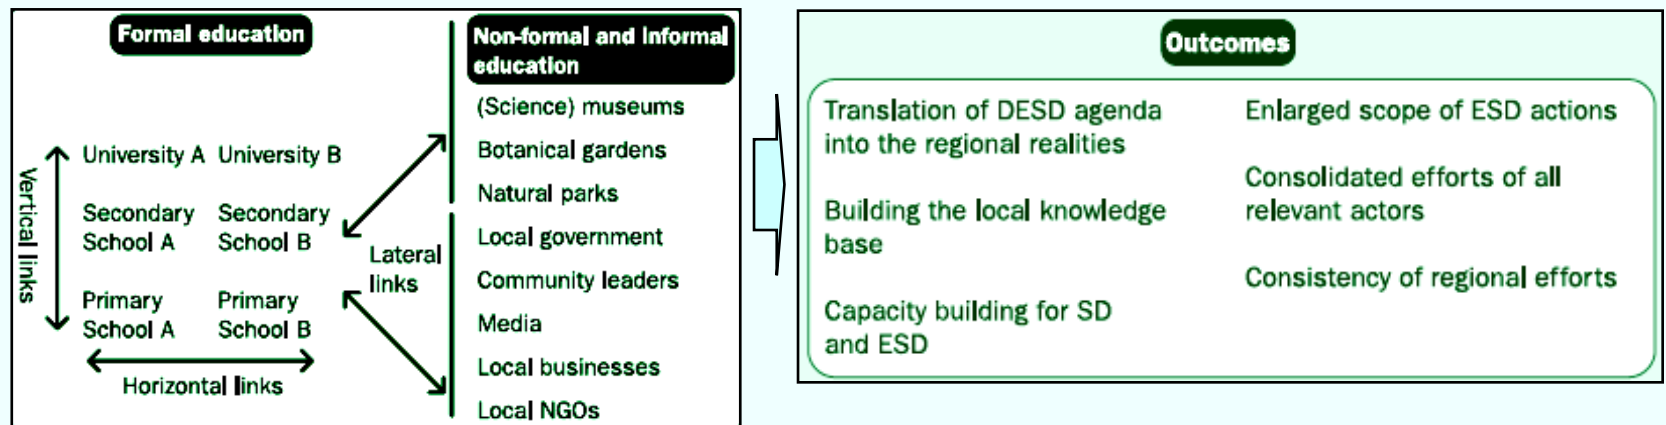 Formal education
Vertical links
University A University B
Secondary School A
Secondary School B
Primary School A
Primary School B
Horizontal links
Lateral
links
Non-formal and Informal
education
(Science) museums
Botanical gardens
Natural parks
Local government
Community leaders
Media
Local businesses
Local NGOs
Outcomes
Translation of DESD agenda
into the regional realities
Building the local knowledge
base
Capacity building for SD
and ESD
Enlarged scope of ESD actions
Consolidated efforts of all
relevant actors
Consistency of regional efforts